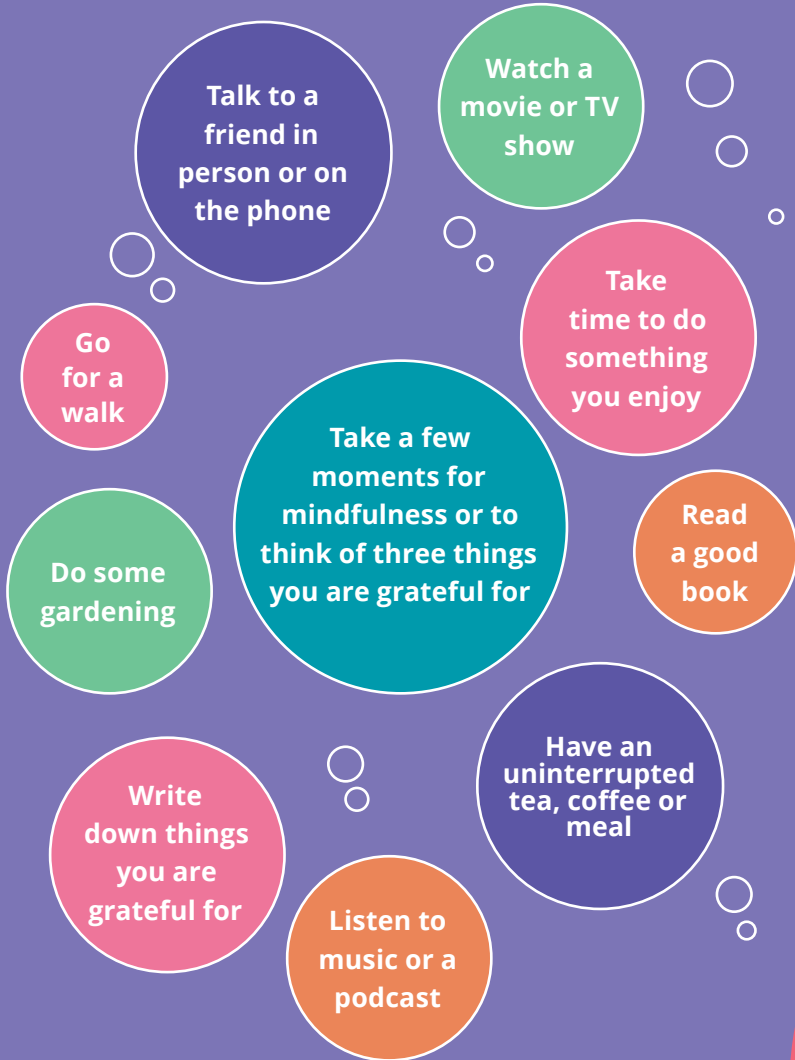 Talk to a
friend in
person or on
the phone
Watch a
movie or TV
show
Take
time to do
something
you enjoy
Go
for a
walk
Take a few
moments for
mindfulness or to
think of three things
you are grateful for
Read
a good
book
Do some
gardening
Have an
uninterrupted
tea, coffee or
meal
Write
down things
you are
grateful for
Listen to
music or a
podcast